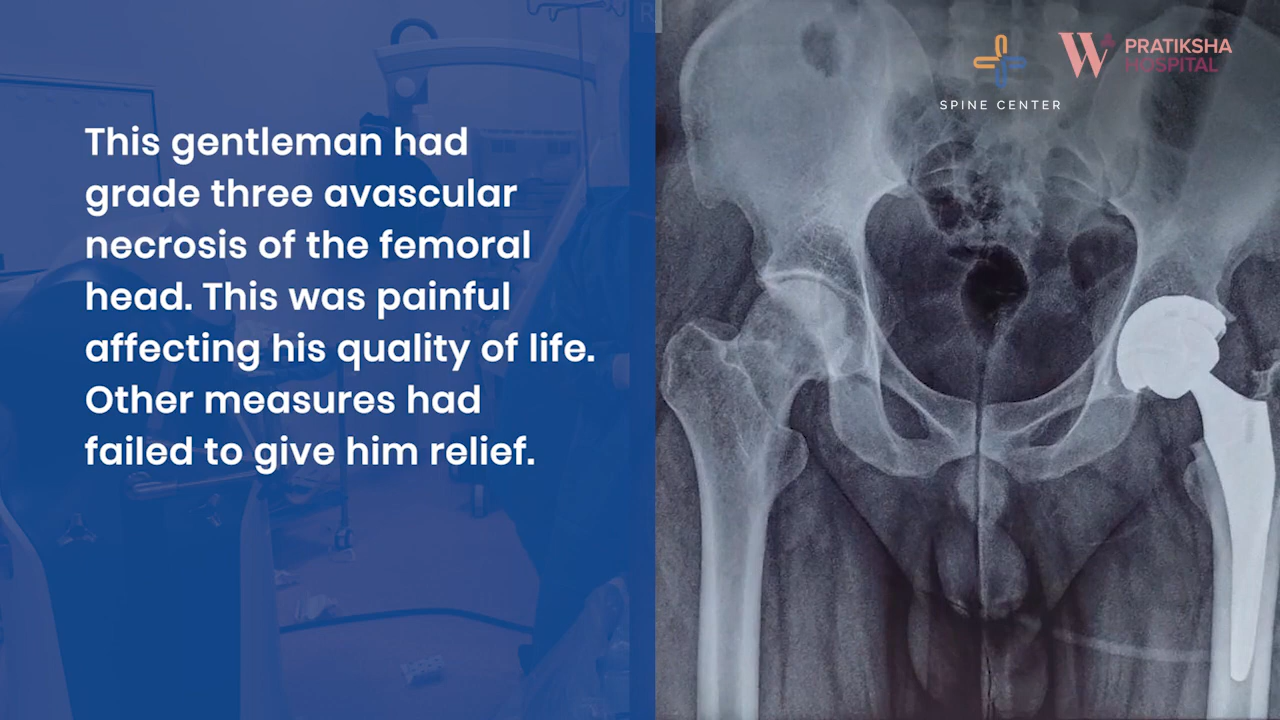 This gentleman had
grade three avascular
necrosis of the femoral
head. This was painful
affecting his quality of life.
Other measures had
failed to give him relief.
R
SPINE CENTER
W PRATIKSHA
HOSPITAL